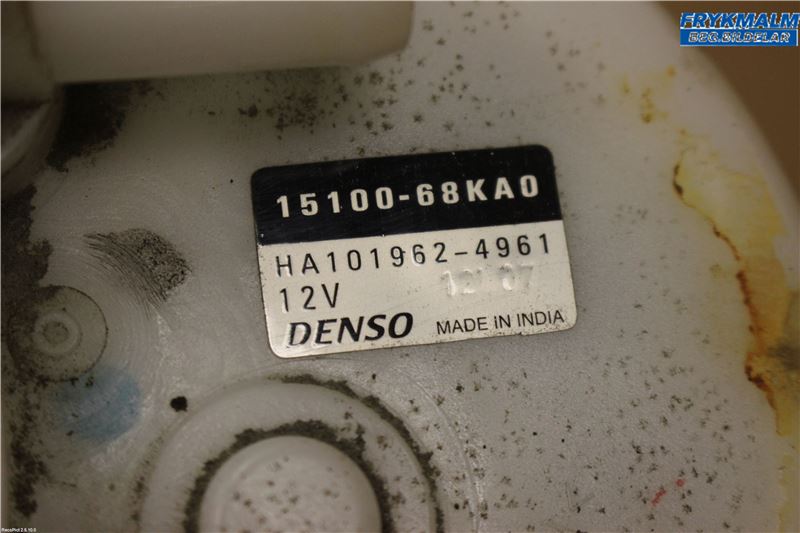 FRYKMALM
BEG.BILDELAR
15100-68KA0
HA101962-4961
12V
DENSO MADE IN INDIA